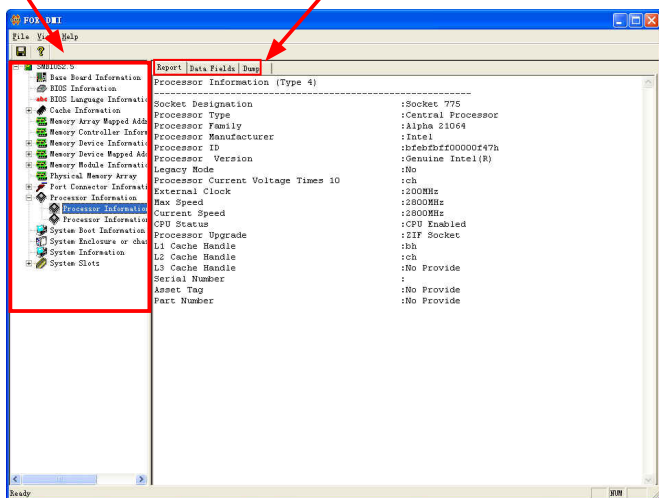 FOX DMI
File View Help
SMBIOS2.5
Base Board Information
BIOS Information
BIOS Language Informatic
Cache Information
Memory Array Mapped Addr
Memory Controller Inform
Memory Device Informatic
Memory Device Mapped Add
Memory Module Informatic
Physical Memory Array
Port Connector Informati
Processor Information
Processor Information
Processor Information
System Boot Information
System Enclosure or chas
System Information
System Slots
Report Data Fields Dump
Processor Information (Type 4)
Socket Designation :Socket 775
Processor Type :Central Processor
Processor Family :Alpha 21064
Processor Manufacturer :Intel
Processor ID :bfebfbff00000f47h
Processor Version :Genuine Intel(R)
Legacy Mode :No
Processor Current Voltage Times 10 :ch
External Clock :200MHz
Max Speed :2800MHz
Current Speed :2800MHz
CPU Status :CPU Enabled
Processor Upgrade :ZIF Socket
L1 Cache Handle :bh
L2 Cache Handle :ch
L3 Cache Handle :No Provide
Serial Number :
Asset Tag :No Provide
Part Number :No Provide
Ready NUM